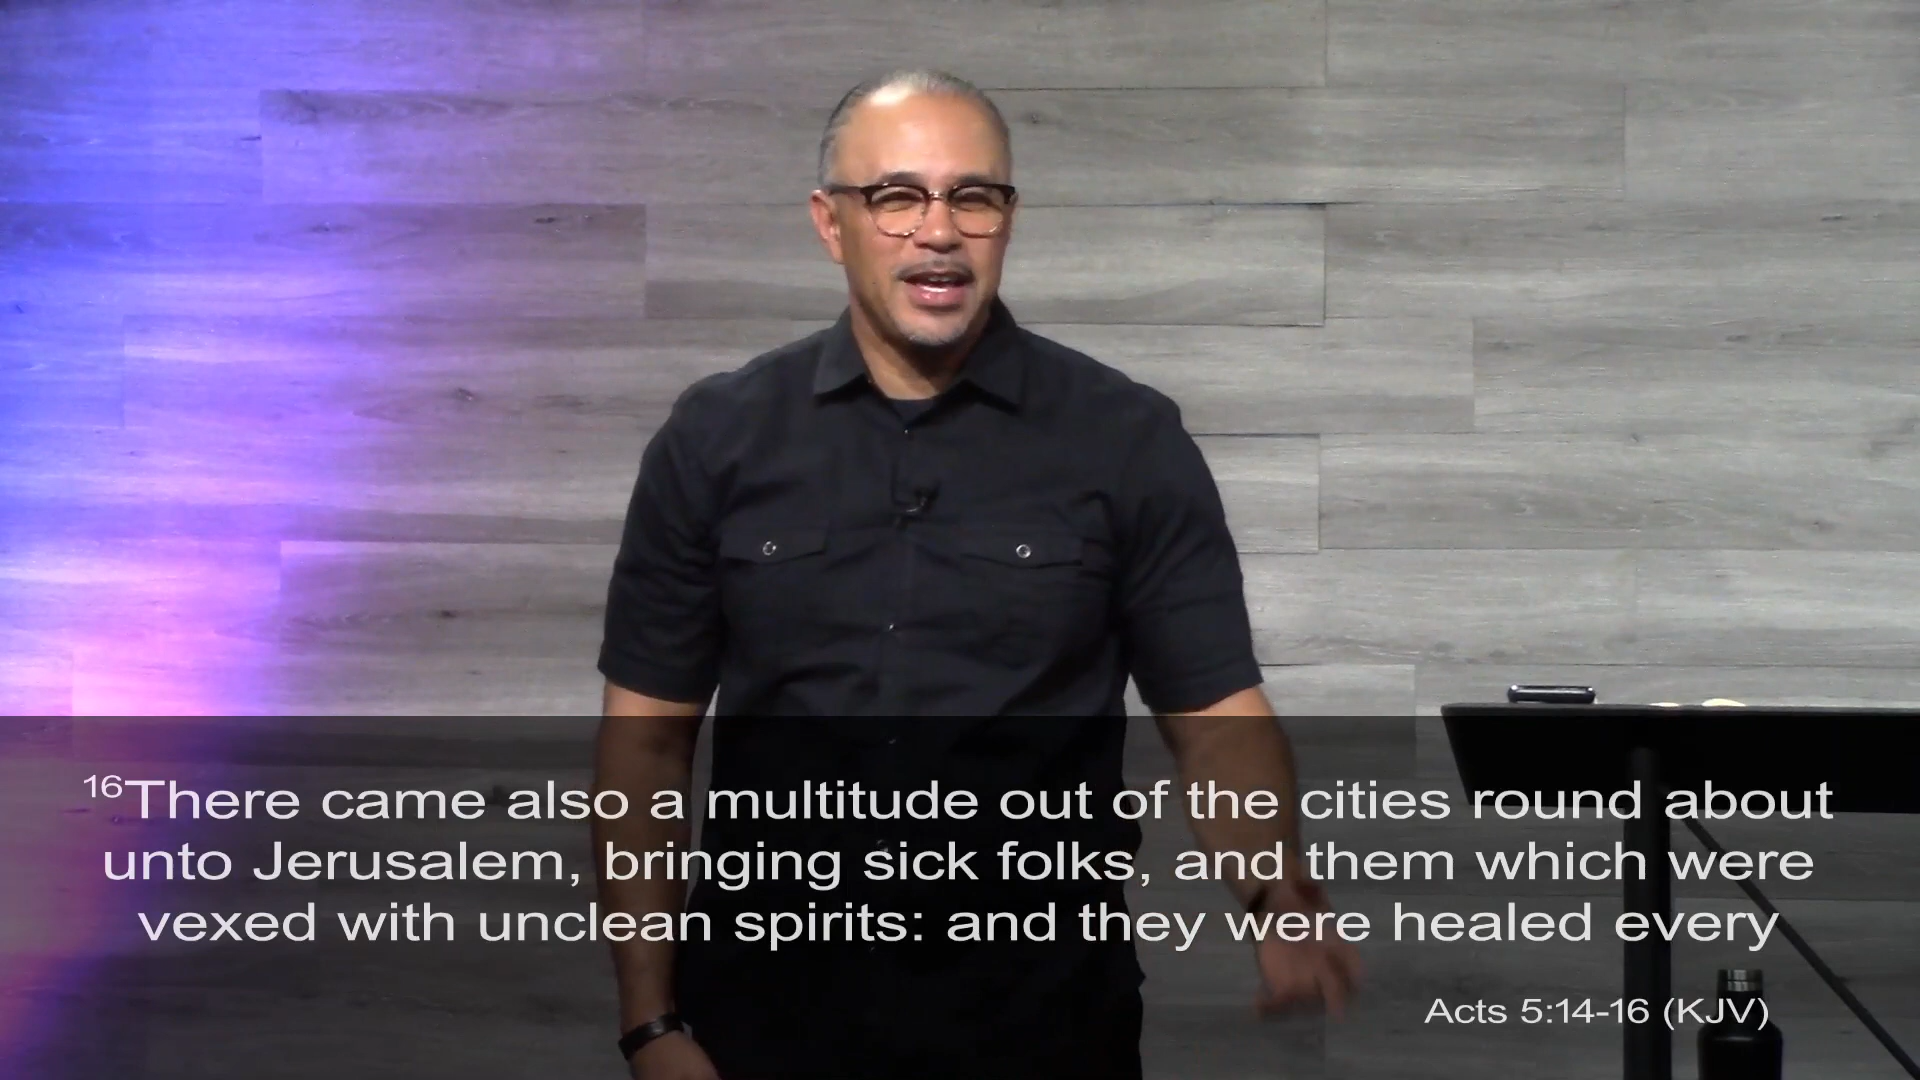 16There came also a multitude out of the cities round about
unto Jerusalem, bringing sick folks, and them which were
vexed with unclean spirits: and they were healed every
Acts 5:14-16 (KJV)